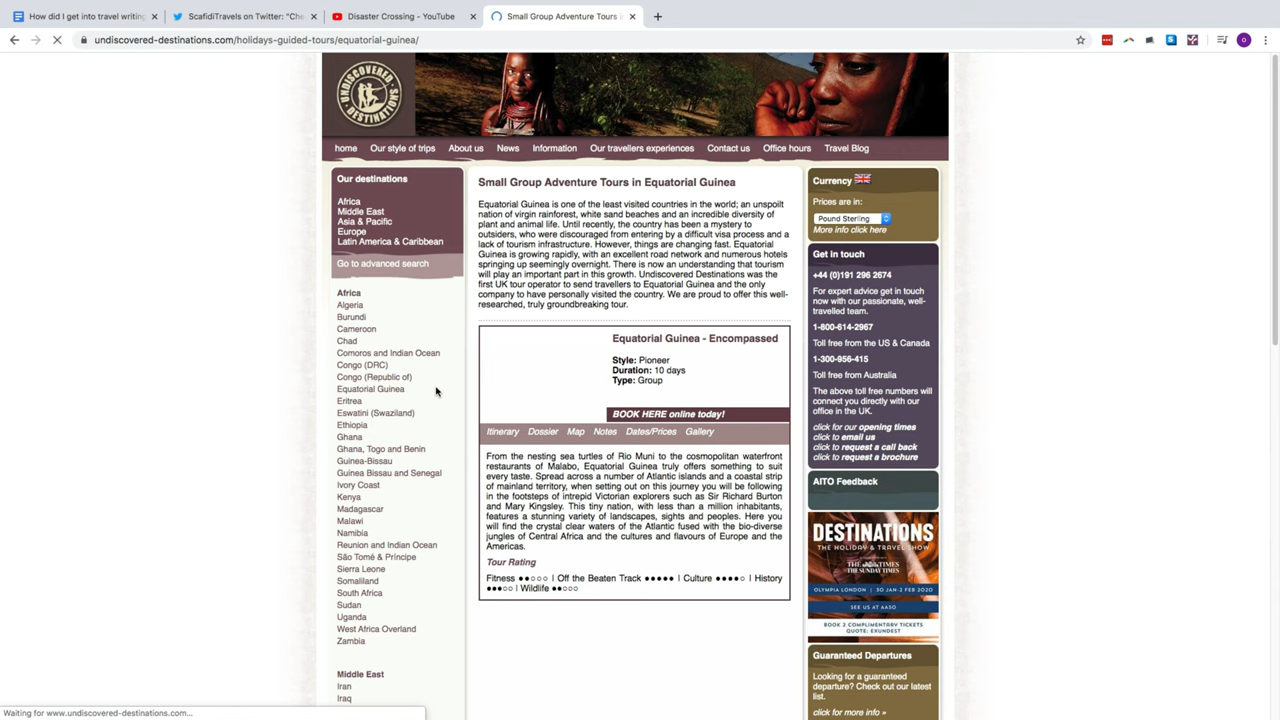 How did I get into travel writing
ScafidiTravels on Twitter: "Che
Disaster Crossing - YouTube
Small Group Adventure Tours i
undiscovered-destinations.com/holidays-guided-tours/equatorial-guinea/
UNDISCOVERED DESTINATIONS
home Our style of trips About us News Information Our travellers experiences Contact us Office hours Travel Blog
Our destinations
Africa
Middle East
Asia & Pacific
Europe
Latin America & Caribbean
Go to advanced search
Africa
Algeria
Burundi
Cameroon
Chad
Comoros and Indian Ocean
Congo (DRC)
Congo (Republic of)
Equatorial Guinea
Eritrea
Eswatini (Swaziland)
Ethiopia
Ghana
Ghana, Togo and Benin
Guinea-Bissau
Guinea Bissau and Senegal
Ivory Coast
Kenya
Madagascar
Malawi
Namibia
Reunion and Indian Ocean
São Tomé & Príncipe
Sierra Leone
Somaliland
South Africa
Sudan
Uganda
West Africa Overland
Zambia
Middle East
Iran
Iraq
Small Group Adventure Tours in Equatorial Guinea
Equatorial Guinea is one of the least visited countries in the world; an unspoilt
nation of virgin rainforest, white sand beaches and an incredible diversity of
plant and animal life. Until recently, the country has been a mystery to
outsiders, who were discouraged from entering by a difficult visa process and a
lack of tourism infrastructure. However, things are changing fast. Equatorial
Guinea is growing rapidly, with an excellent road network and numerous hotels
springing up seemingly overnight. There is now an understanding that tourism
will play an important part in this growth. Undiscovered Destinations was the
first UK tour operator to send travellers to Equatorial Guinea and the only
company to have personally visited the country. We are proud to offer this well-
researched, truly groundbreaking tour.
Equatorial Guinea - Encompassed
Style: Pioneer
Duration: 10 days
Type: Group
BOOK HERE online today!
Itinerary Dossier Map Notes Dates/Prices Gallery
From the nesting sea turtles of Rio Muni to the cosmopolitan waterfront
restaurants of Malabo, Equatorial Guinea truly offers something to suit
every taste. Spread across a number of Atlantic islands and a coastal strip
of mainland territory, when setting out on this journey you will be following
in the footsteps of intrepid Victorian explorers such as Sir Richard Burton
and Mary Kingsley. This tiny nation, with less than a million inhabitants,
features a stunning variety of landscapes, sights and peoples. Here you
will find the crystal clear waters of the Atlantic fused with the bio-diverse
jungles of Central Africa and the cultures and flavours of Europe and the
Americas.
Tour Rating
Fitness ●●○○○ | Off the Beaten Track ●●●●● | Culture ●●●●○ | History
●●●○○ | Wildlife ●●○○○
Currency
Prices are in:
Pound Sterling
More info click here
Get in touch
+44 (0)191 296 2674
For expert advice get in touch
now with our passionate, well-
travelled team.
1-800-614-2967
Toll free from the US & Canada
1-300-956-415
Toll free from Australia
The above toll free numbers will
connect you directly with our
office in the UK.
click for our opening times
click to email us
click to request a call back
click to request a brochure
AITO Feedback
DESTINATIONS
THE HOLIDAY & TRAVEL SHOW
THE TIMES
THE SUNDAY TIMES
OLYMPIA LONDON | 30 JAN-2 FEB 2020
SEE US AT AA50
BOOK 2 COMPLIMENTARY TICKETS
QUOTE: EXUNDEST
Guaranteed Departures
Looking for a guaranteed
departure? Check out our latest
list.
click for more info »
Waiting for www.undiscovered-destinations.com...